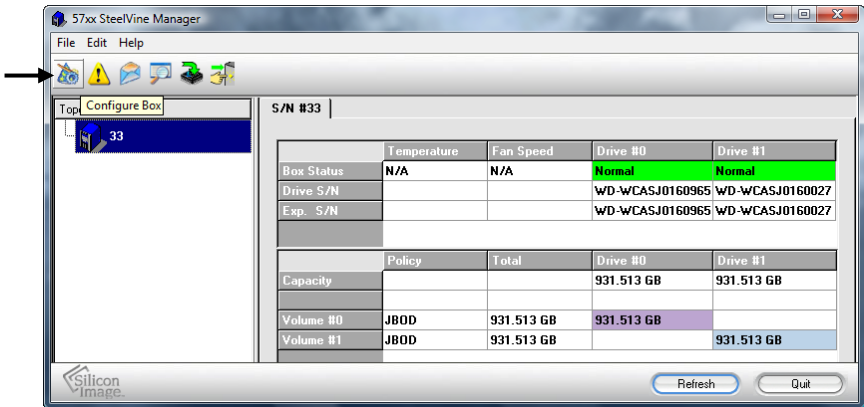 57xx SteelVine Manager
File Edit Help
Configure Box
Top
S/N #33
33
Temperature Fan Speed Drive #0 Drive #1
Box Status N/A N/A Normal Normal
Drive S/N WD-WCASJ0160965 WD-WCASJ0160027
Exp. S/N WD-WCASJ0160965 WD-WCASJ0160027
Policy Total Drive #0 Drive #1
Capacity 931.513 GB 931.513 GB
Volume #0 JBOD 931.513 GB 931.513 GB
Volume #1 JBOD 931.513 GB 931.513 GB
Silicon
Image.
Refresh Quit